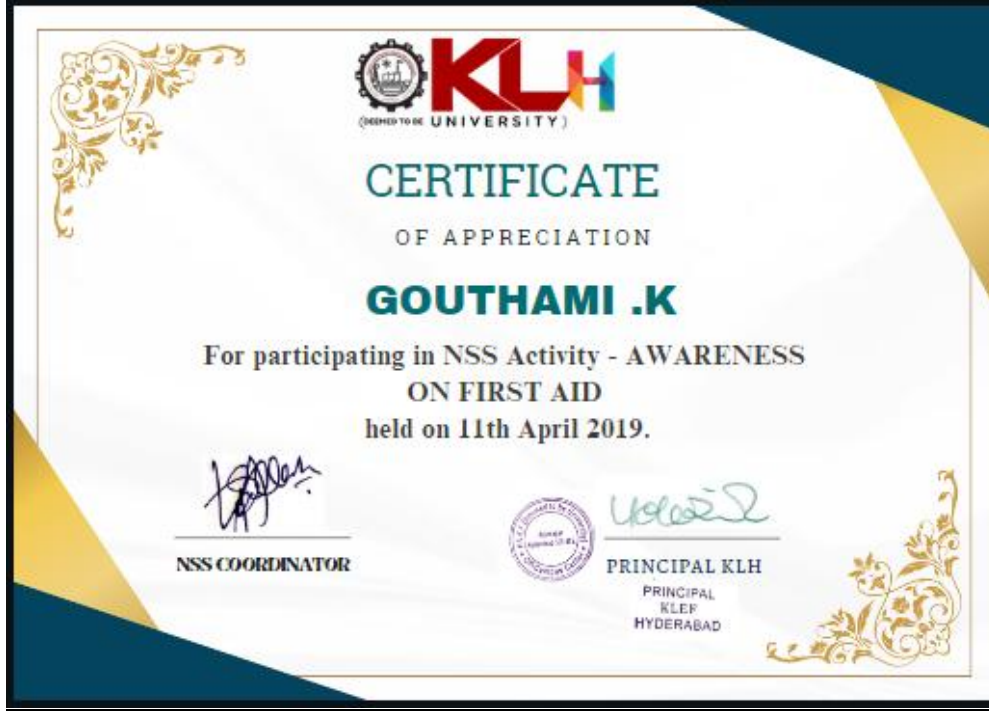 KLH
(DEEMED TO BE UNIVERSITY)
CERTIFICATE
OF APPRECIATION
GOUTHAMI .K
For participating in NSS Activity - AWARENESS
ON FIRST AID
held on 11th April 2019.
NSS COORDINATOR
PRINCIPAL KLH
PRINCIPAL
KLEF
HYDERABAD